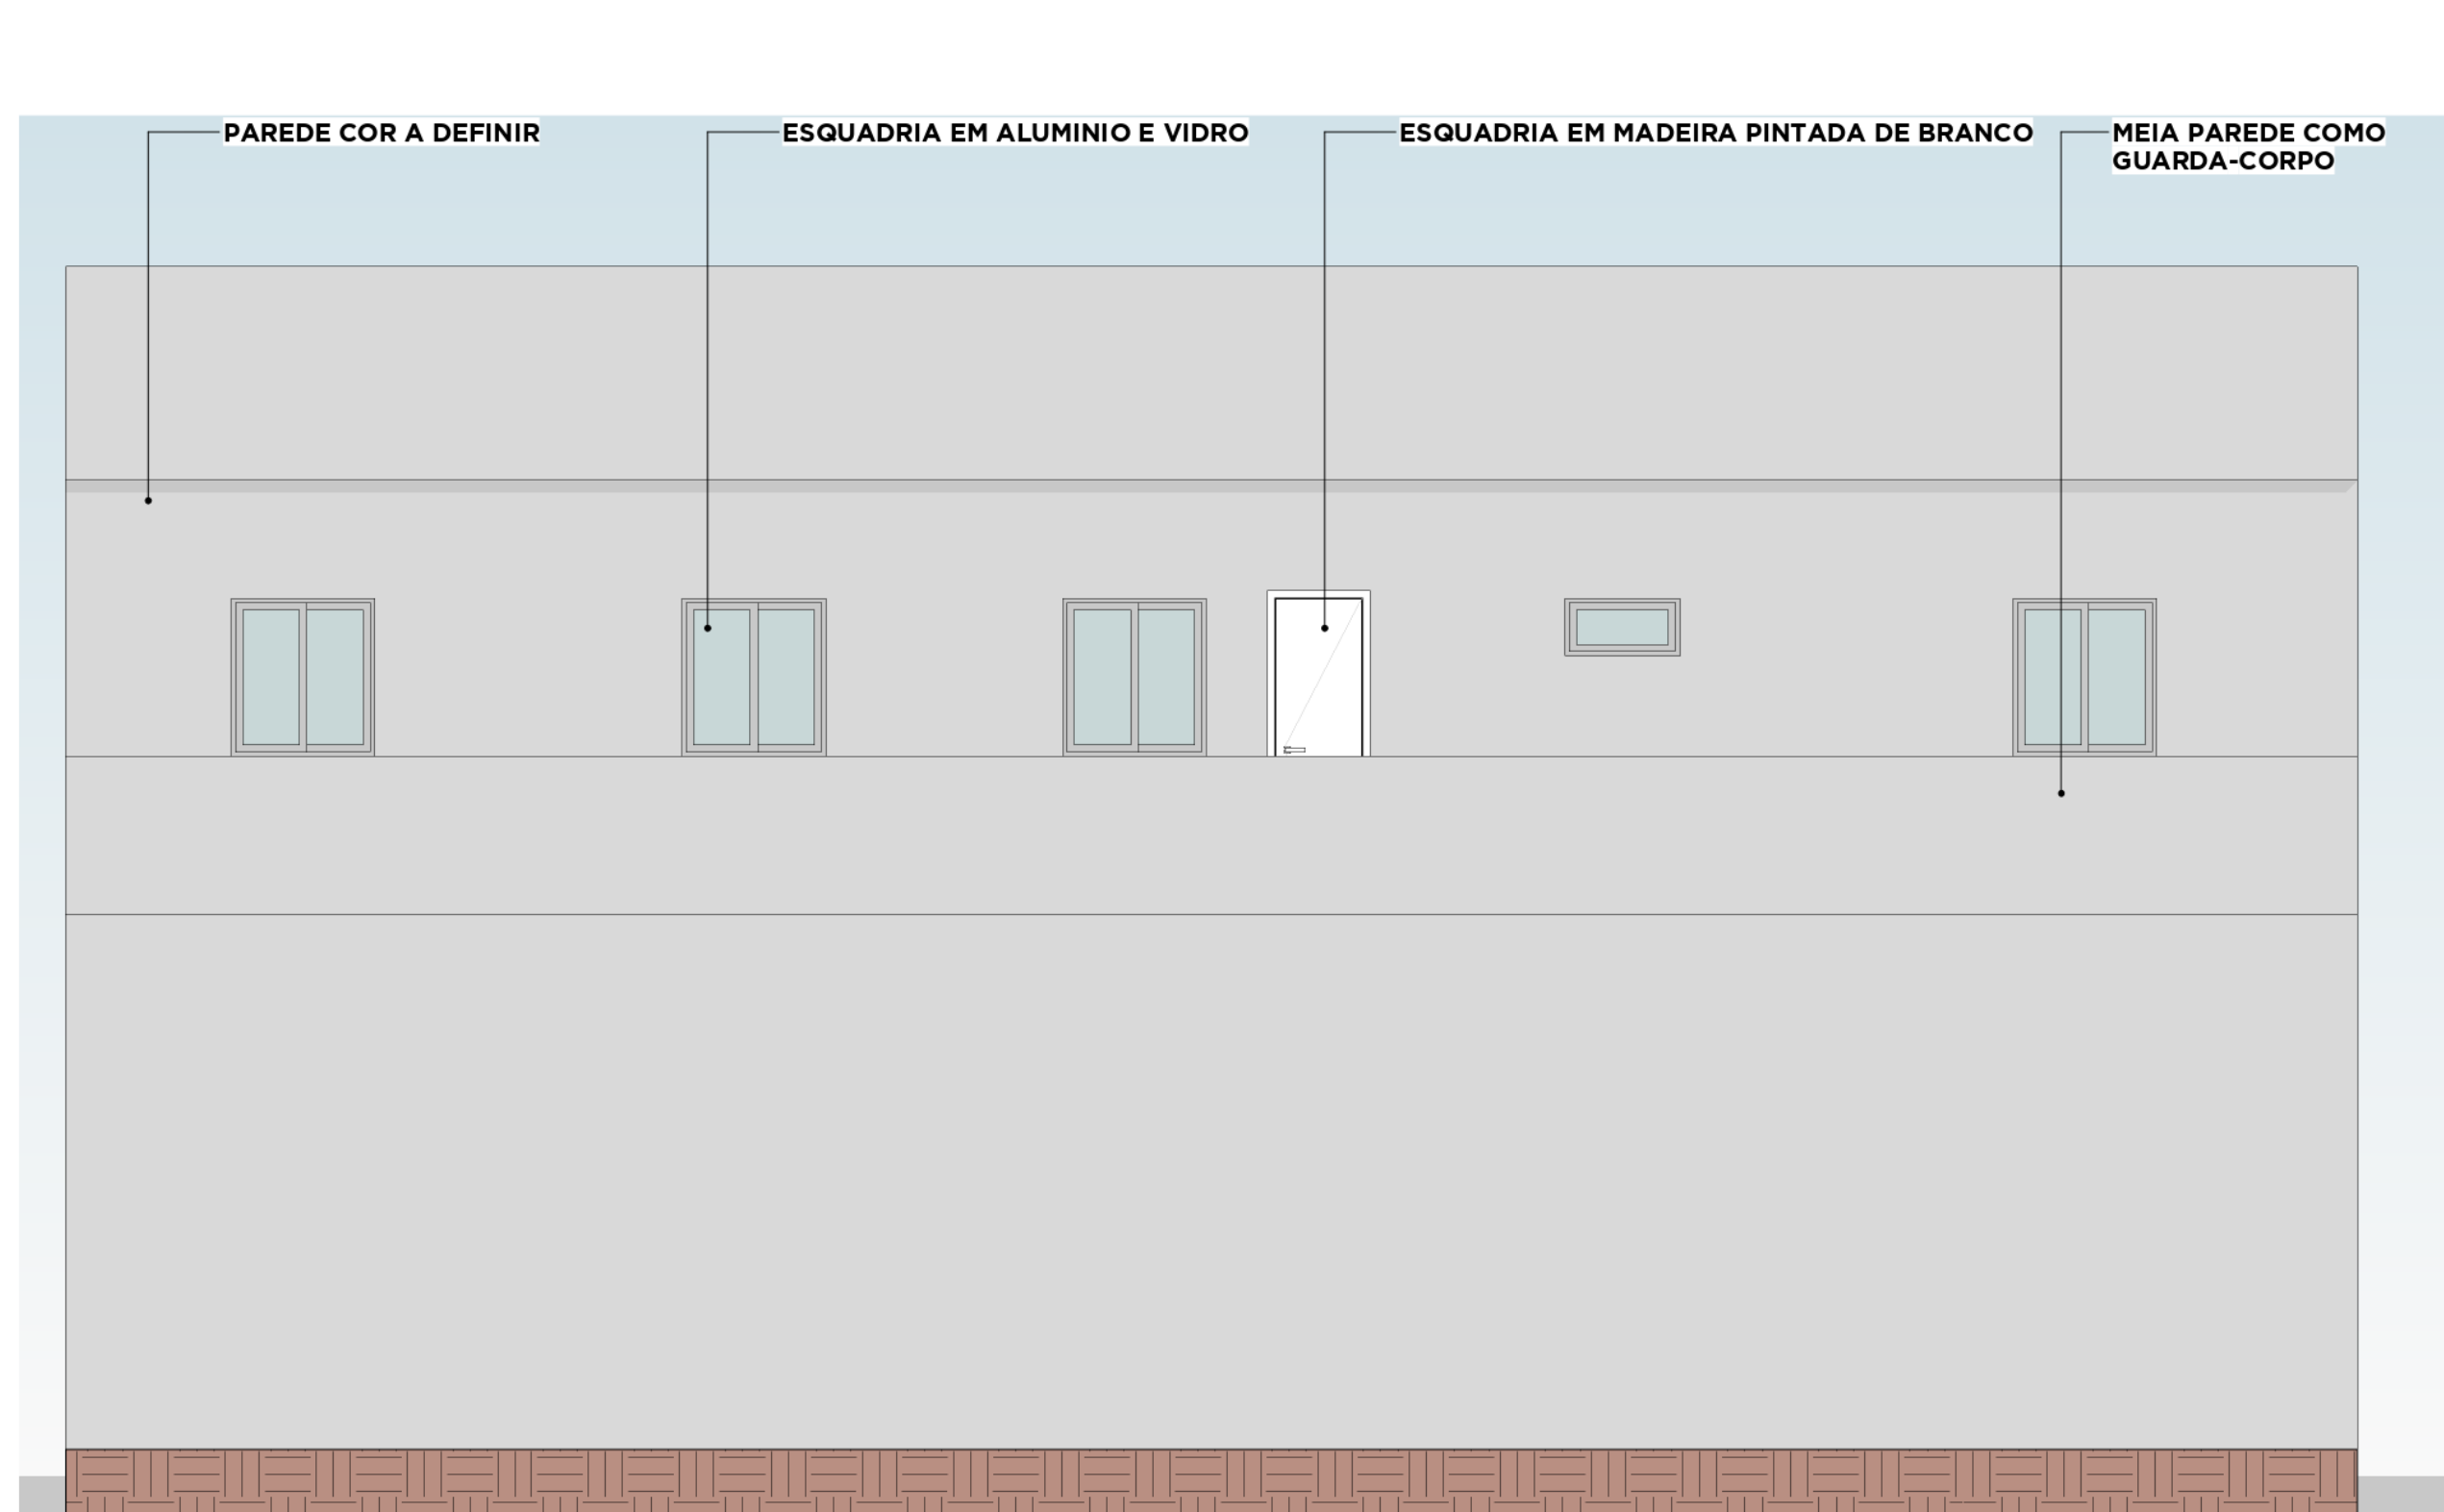 PAREDE COR A DEFINIR
ESQUADRIA EM ALUMINIO E VIDRO
ESQUADRIA EM MADEIRA PINTADA DE BRANCO
MEIA PAREDE COMO
GUARDA-CORPO